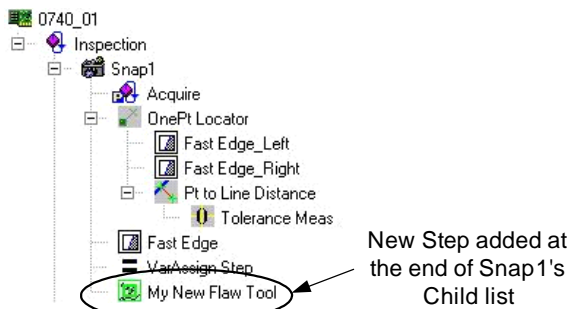 0740_01
Inspection
Snap1
Acquire
OnePt Locator
Fast Edge_Left
Fast Edge_Right
Pt to Line Distance
Tolerance Meas
Fast Edge
VarAssign Step
My New Flaw Tool
New Step added at
the end of Snap1's
Child list